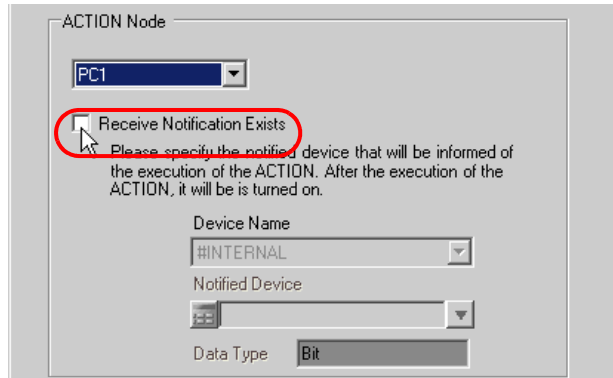 ACTION Node
PC1
Receive Notification Exists
Please specify the notified device that will be informed of
the execution of the ACTION. After the execution of the
ACTION, it will be is turned on.
Device Name
#INTERNAL
Notified Device
Data Type Bit